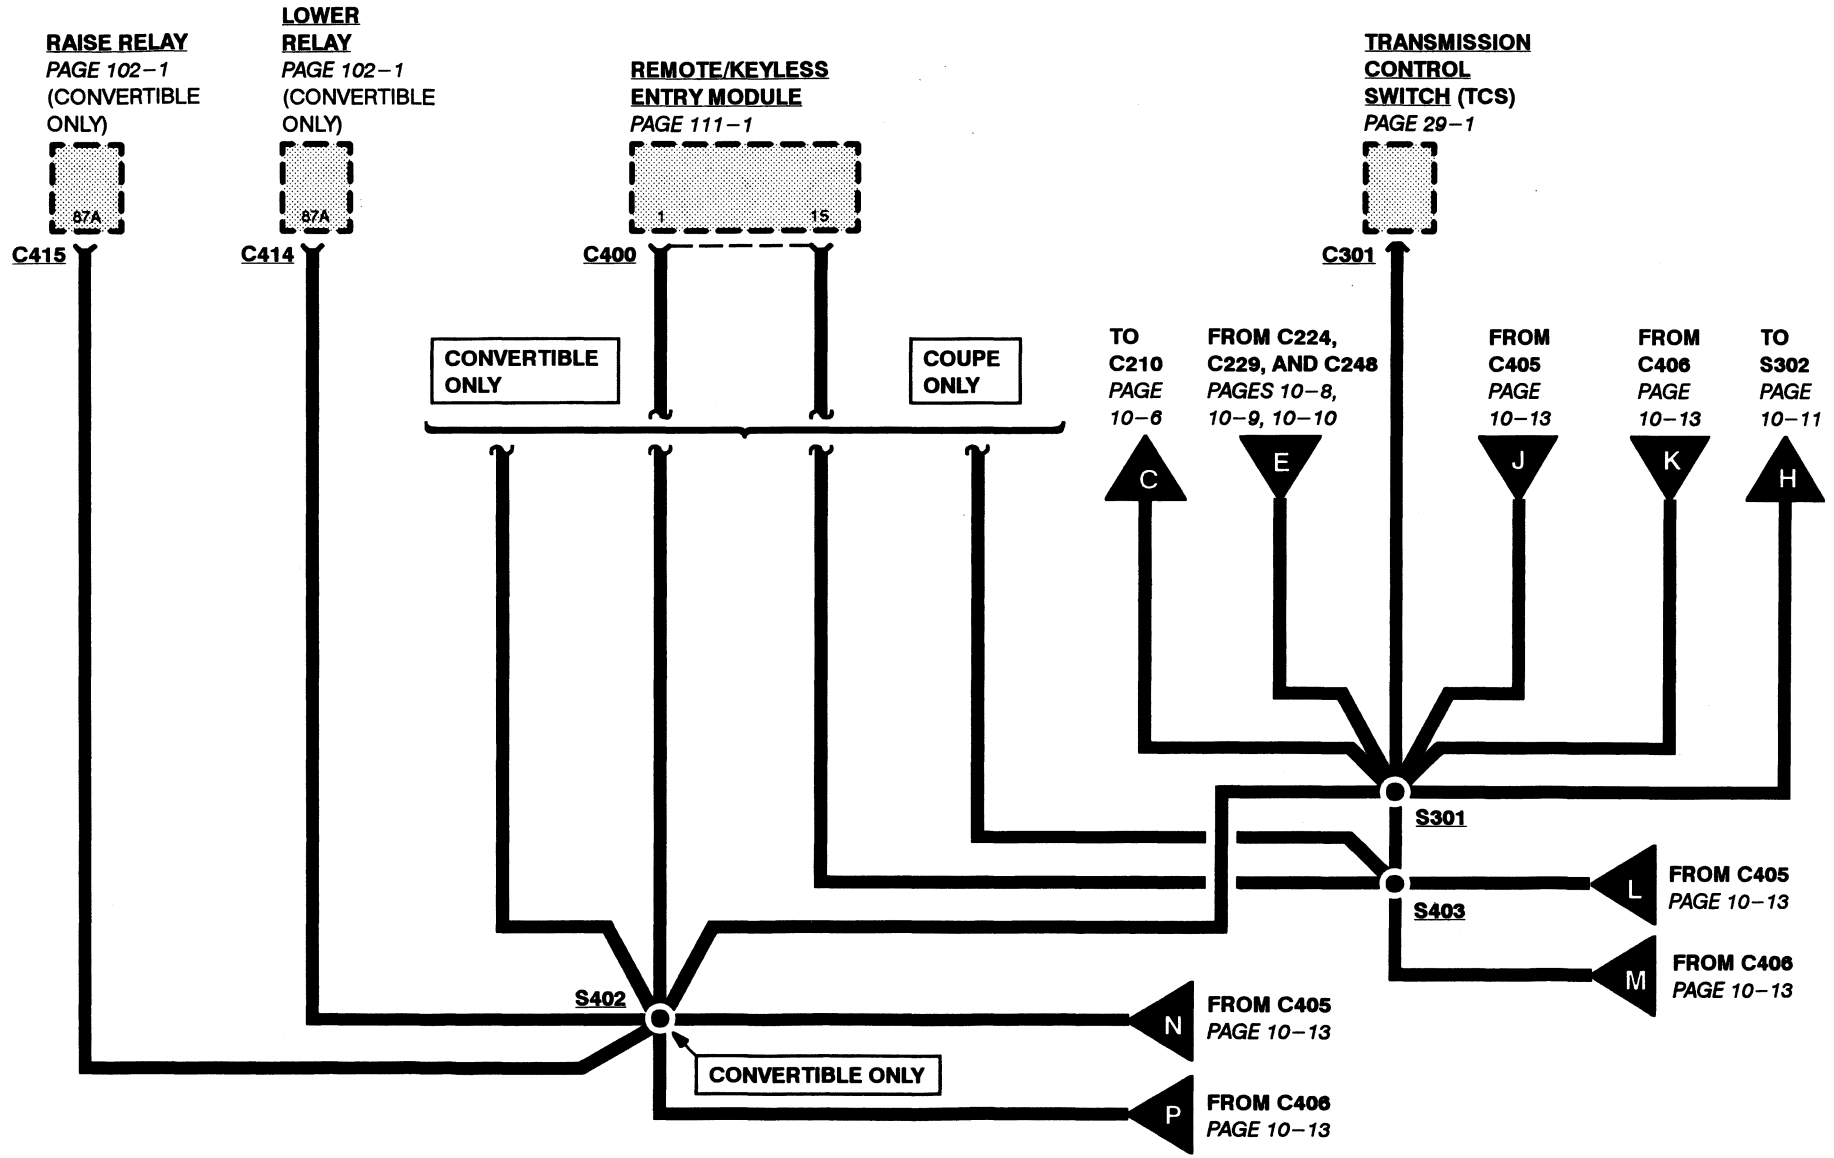 RAISE RELAY
PAGE 102-1
(CONVERTIBLE
ONLY)
87A
C415
LOWER
RELAY
PAGE 102-1
(CONVERTIBLE
ONLY)
87A
C414
REMOTE/KEYLESS
ENTRY MODULE
PAGE 111-1
1
15
C400
TRANSMISSION
CONTROL
SWITCH (TCS)
PAGE 29-1
C301
CONVERTIBLE
ONLY
COUPE
ONLY
TO
C210
PAGE
10-6
C
FROM C224,
C229, AND C248
PAGES 10-8,
10-9, 10-10
E
FROM
C405
PAGE
10-13
J
FROM
C406
PAGE
10-13
K
TO
S302
PAGE
10-11
H
S301
L
FROM C405
PAGE 10-13
S403
M
FROM C406
PAGE 10-13
S402
N
FROM C405
PAGE 10-13
CONVERTIBLE ONLY
P
FROM C406
PAGE 10-13